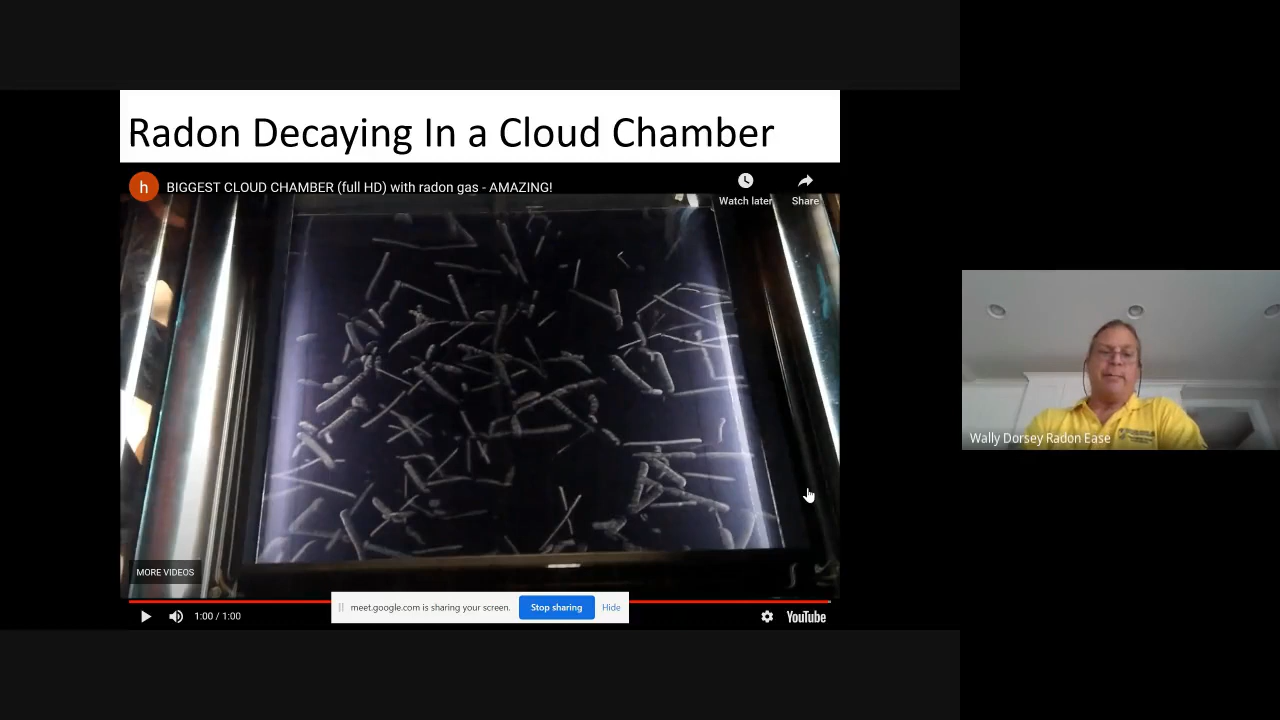 Radon Decaying In a Cloud Chamber
h
BIGGEST CLOUD CHAMBER (full HD) with radon gas - AMAZING!
Watch later
Share
Wally Dorsey Radon Ease
MORE VIDEOS
meet.google.com is sharing your screen.
Stop sharing
Hide
1:00 / 1:00
YouTube